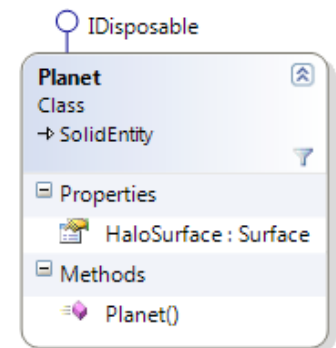 IDisposable
Planet
Class
SolidEntity
Properties
HaloSurface : Surface
Methods
Planet()